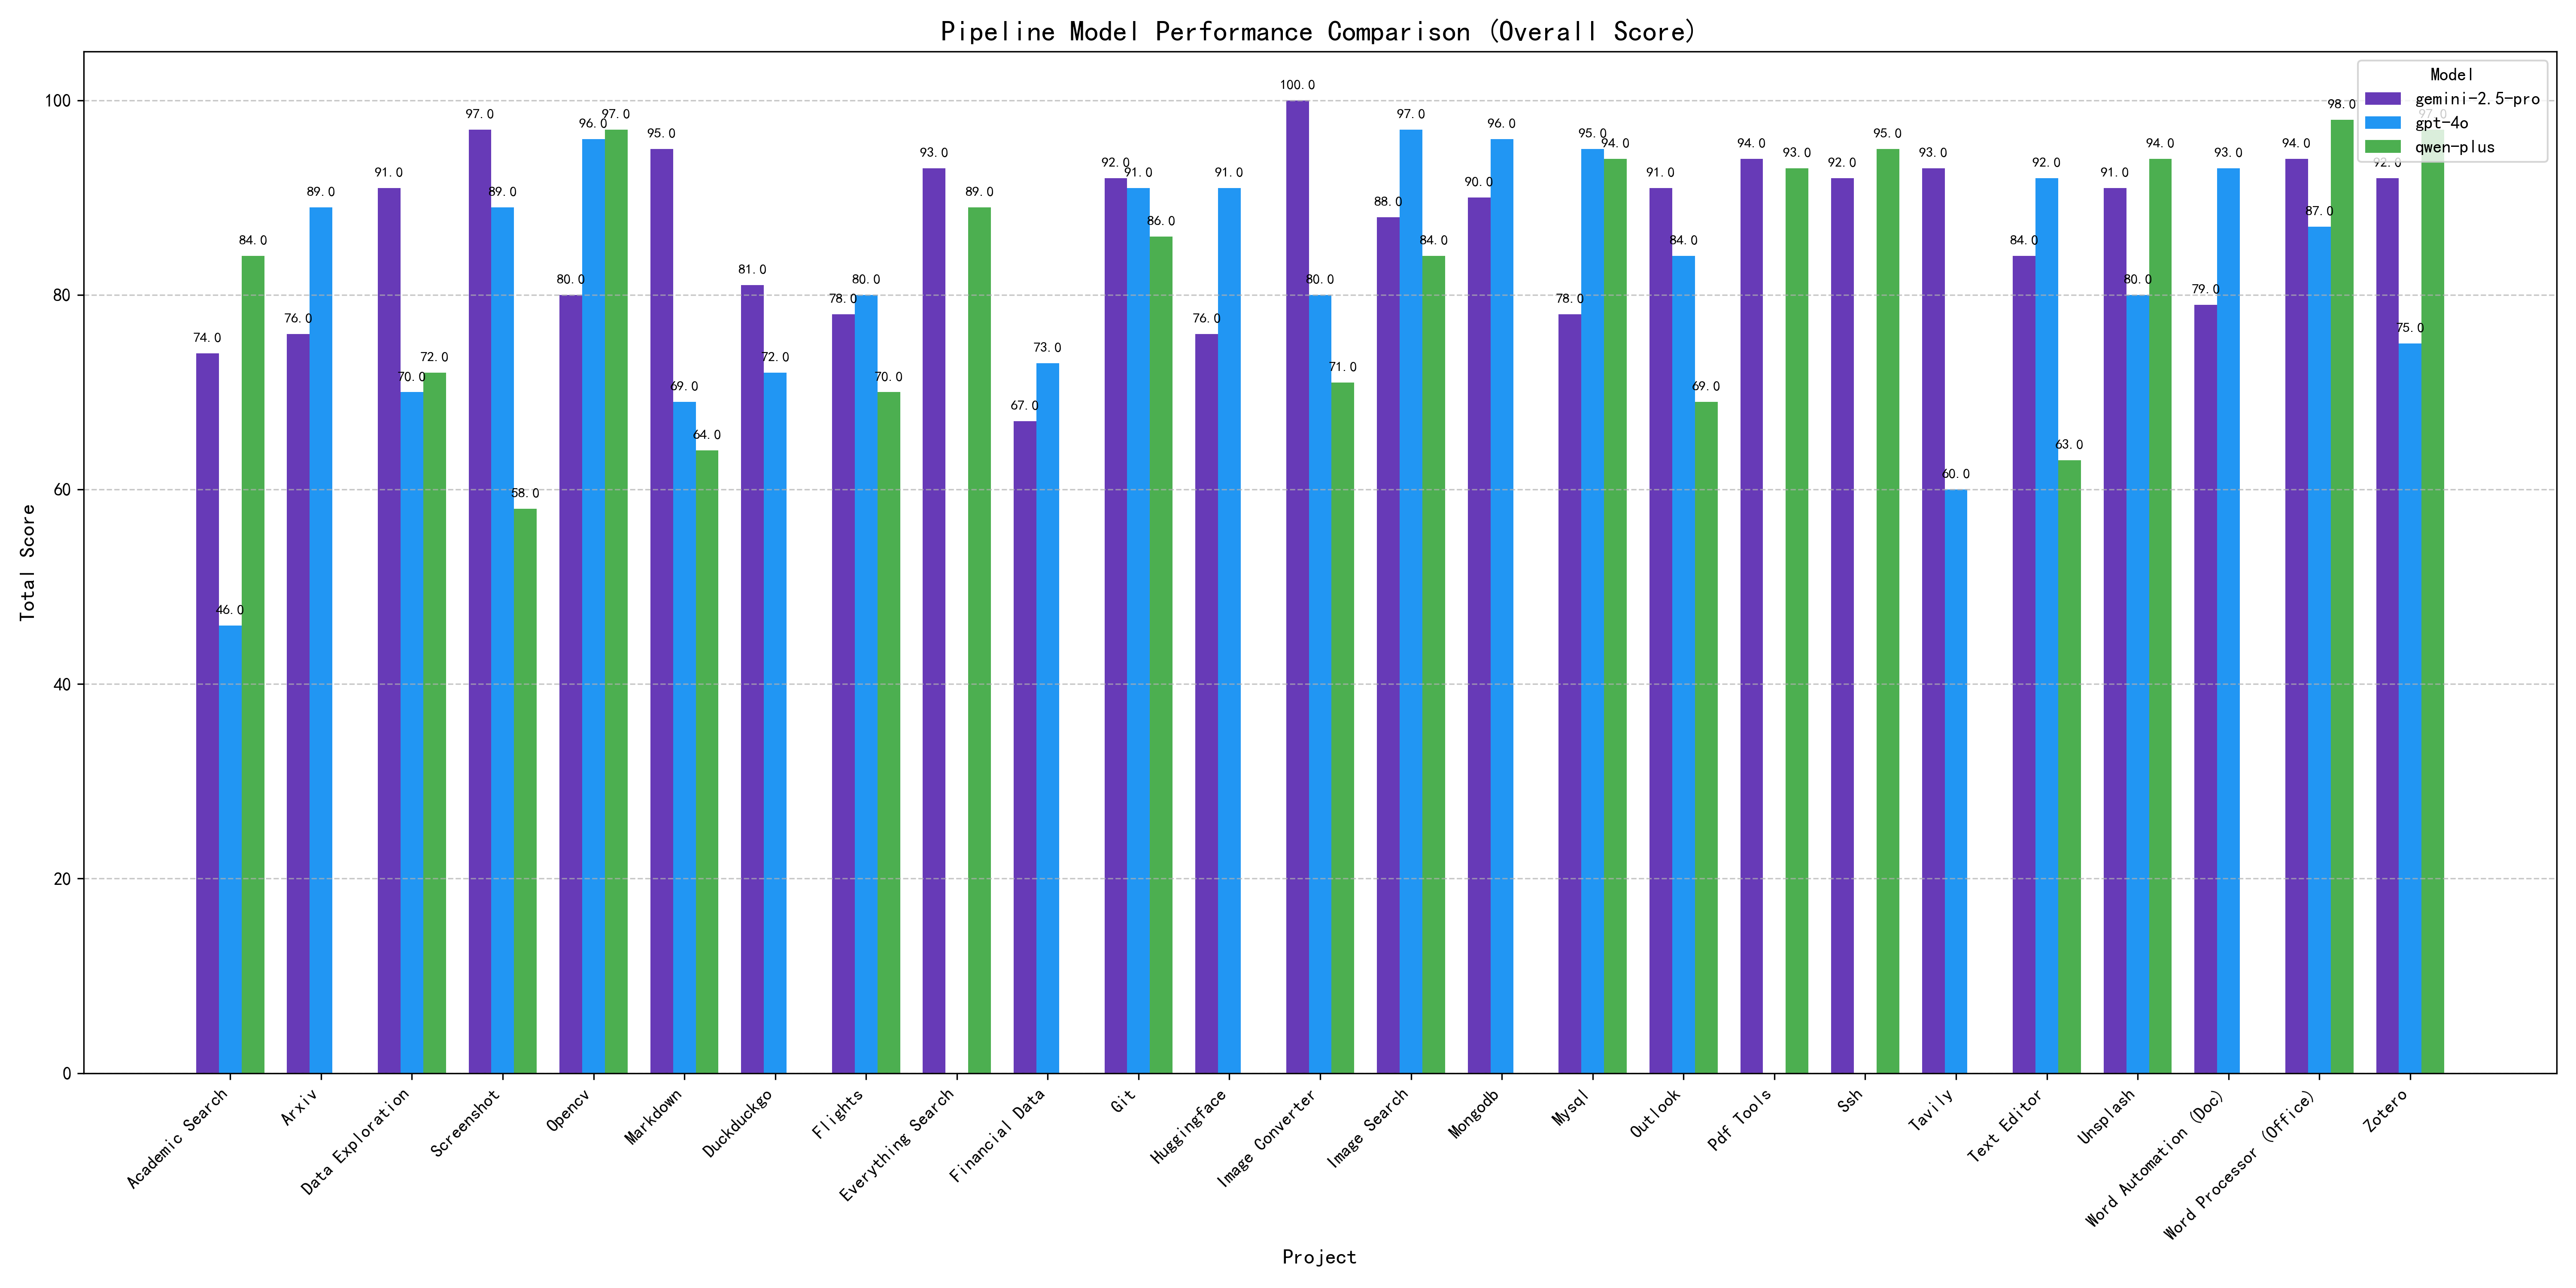 Pipeline Model Performance Comparison (Overall Score)
Model
gemini-2.5-pro
gpt-4o
qwen-plus
Total Score
100
80
60
40
20
0
74.0 46.0 84.0
76.0 89.0
91.0 70.0 72.0
97.0 89.0 58.0
80.0 96.0 97.0
95.0 69.0 64.0
81.0 72.0
78.0 80.0 70.0
93.0 89.0
67.0 73.0
92.0 91.0 86.0
76.0 91.0
100.0 80.0 71.0
88.0 97.0 84.0
90.0 96.0
78.0 95.0 94.0
91.0 84.0 69.0
94.0 93.0
92.0 95.0
93.0 60.0
84.0 92.0 63.0
91.0 80.0 94.0
79.0 93.0
94.0 87.0 98.0
92.0 75.0 97.0
Academic Search
Arxiv
Data Exploration
Screenshot
Opencv
Markdown
Duckduckgo
Flights
Everything Search
Financial Data
Git
Huggingface
Image Converter
Image Search
Mongodb
Mysql
Outlook
Pdf Tools
Ssh
Tavily
Text Editor
Unsplash
Word Automation (Doc)
Word Processor (Office)
Zotero
Project